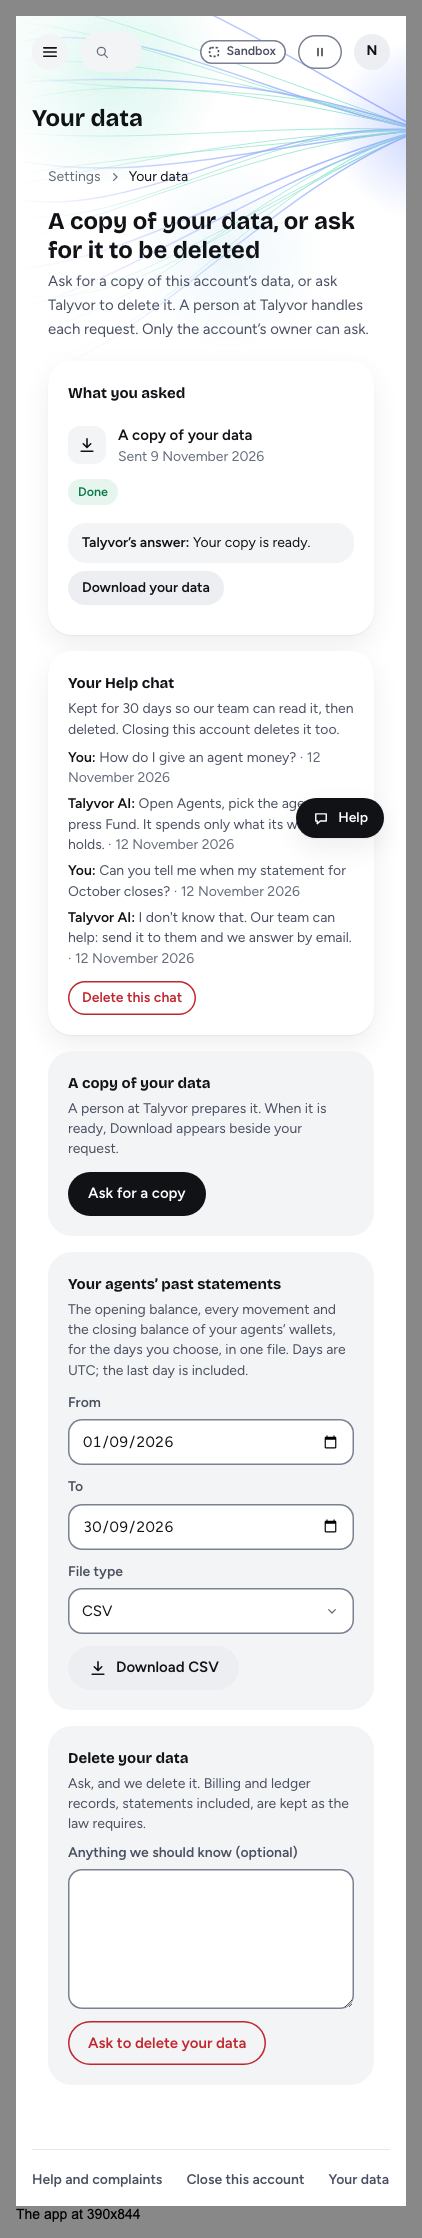 Sandbox
N
Your data
Settings > Your data
A copy of your data, or ask
for it to be deleted
Ask for a copy of this account's data, or ask
Talyvor to delete it. A person at Talyvor handles
each request. Only the account's owner can ask.
What you asked
A copy of your data
Sent 9 November 2026
Done
Talyvor's answer: Your copy is ready.
Download your data
Your Help chat
Kept for 30 days so our team can read it, then
deleted. Closing this account deletes it too.
You: How do I give an agent money? · 12
November 2026
Talyvor AI: Open Agents, pick the
press Fund. It spends only what its
Help
holds. · 12 November 2026
You: Can you tell me when my statement for
October closes? · 12 November 2026
Talyvor AI: I don't know that. Our team can
help: send it to them and we answer by email.
· 12 November 2026
Delete this chat
A copy of your data
A person at Talyvor prepares it. When it is
ready, Download appears beside your
request.
Ask for a copy
Your agents' past statements
The opening balance, every movement and
the closing balance of your agents' wallets,
for the days you choose, in one file. Days are
UTC; the last day is included.
From
01/09/2026
To
30/09/2026
File type
CSV
Download CSV
Delete your data
Ask, and we delete it. Billing and ledger
records, statements included, are kept as the
law requires.
Anything we should know (optional)
Ask to delete your data
Help and complaints Close this account Your data
The app at 390x844